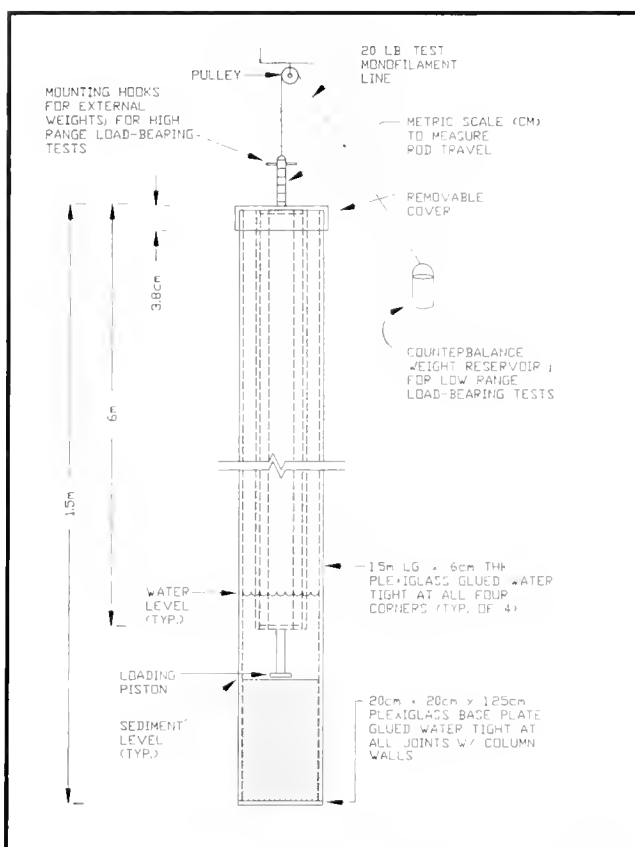 20 LB TEST
MONOFILAMENT
LINE
PULLEY
MOUNTING HOOKS
FOR EXTERNAL
WEIGHTS; FOR HIGH
RANGE LOAD-BEARING
TESTS
METRIC SCALE (CM)
TO MEASURE
ROD TRAVEL
REMOVABLE
COVER
3.8cm
COUNTERBALANCE
WEIGHT RESERVOIR;
FOR LOW RANGE
LOAD-BEARING TESTS
6m
1.5m
15m LG × 6cm THK
PLEXIGLASS GLUED WATER
TIGHT AT ALL FOUR
CORNERS (TYP. OF 4)
WATER
LEVEL
(TYP.)
LOADING
PISTON
SEDIMENT
LEVEL
(TYP.)
20cm × 20cm × 125cm
PLEXIGLASS BASE PLATE
GLUED WATER TIGHT AT
ALL JOINTS W/ COLUMN
WALLS